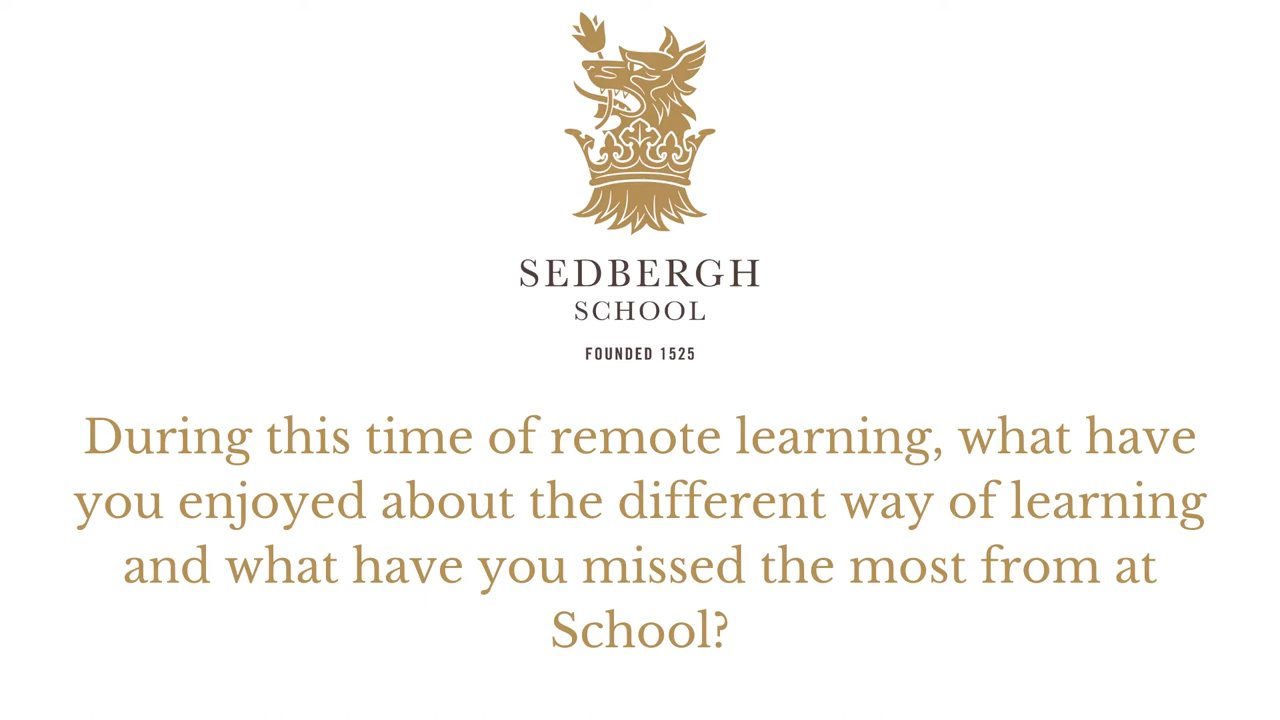 SEDBERGH
SCHOOL
FOUNDED 1525
During this time of remote learning, what have
you enjoyed about the different way of learning
and what have you missed the most from at
School?